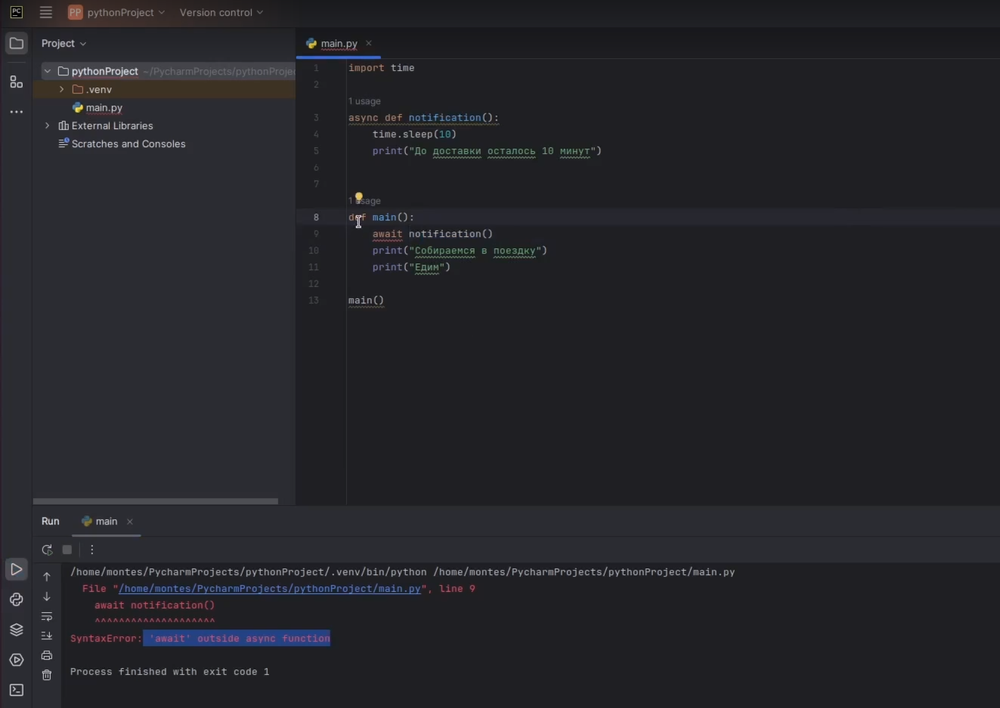 PC
PP pythonProject Version control
Project
main.py
pythonProject ~/PycharmProjects/pythonProjec
.venv
main.py
External Libraries
Scratches and Consoles
1 import time
2
1 usage
3 async def notification():
4 time.sleep(10)
5 print("До доставки осталось 10 минут")
6
7
1 usage
8 def main():
9 await notification()
10 print("Собираемся в поездку")
11 print("Едим")
12
13 main()
Run main
/home/montes/PycharmProjects/pythonProject/.venv/bin/python /home/montes/PycharmProjects/pythonProject/main.py
File "/home/montes/PycharmProjects/pythonProject/main.py", line 9
await notification()
^^^^^^^^^^^^^^^^^^^^
SyntaxError: 'await' outside async function
Process finished with exit code 1